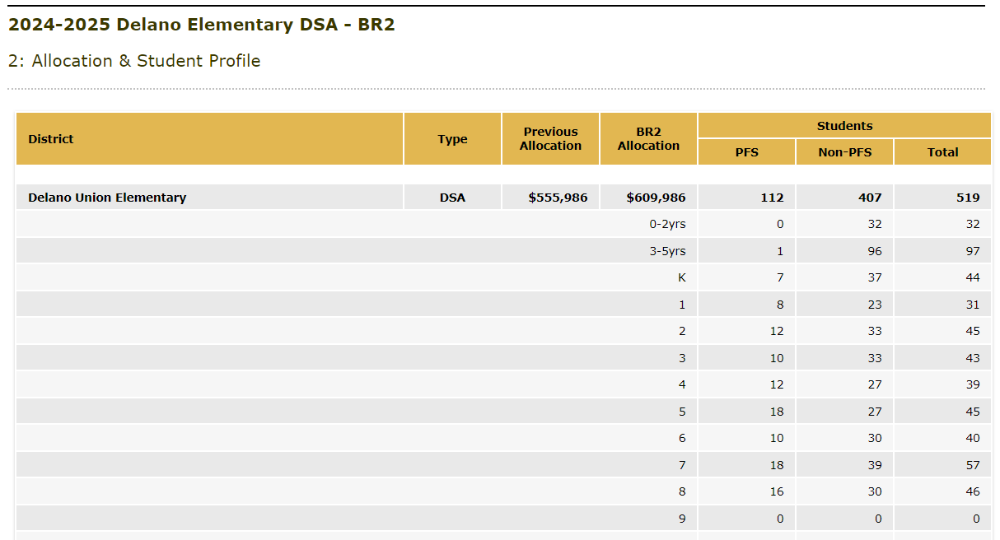 2024-2025 Delano Elementary DSA - BR2
2: Allocation & Student Profile
District Type Previous Allocation BR2 Allocation Students
PFS Non-PFS Total
Delano Union Elementary DSA $555,986 $609,986 112 407 519
0-2yrs 0 32 32
3-5yrs 1 96 97
K 7 37 44
1 8 23 31
2 12 33 45
3 10 33 43
4 12 27 39
5 18 27 45
6 10 30 40
7 18 39 57
8 16 30 46
9 0 0 0